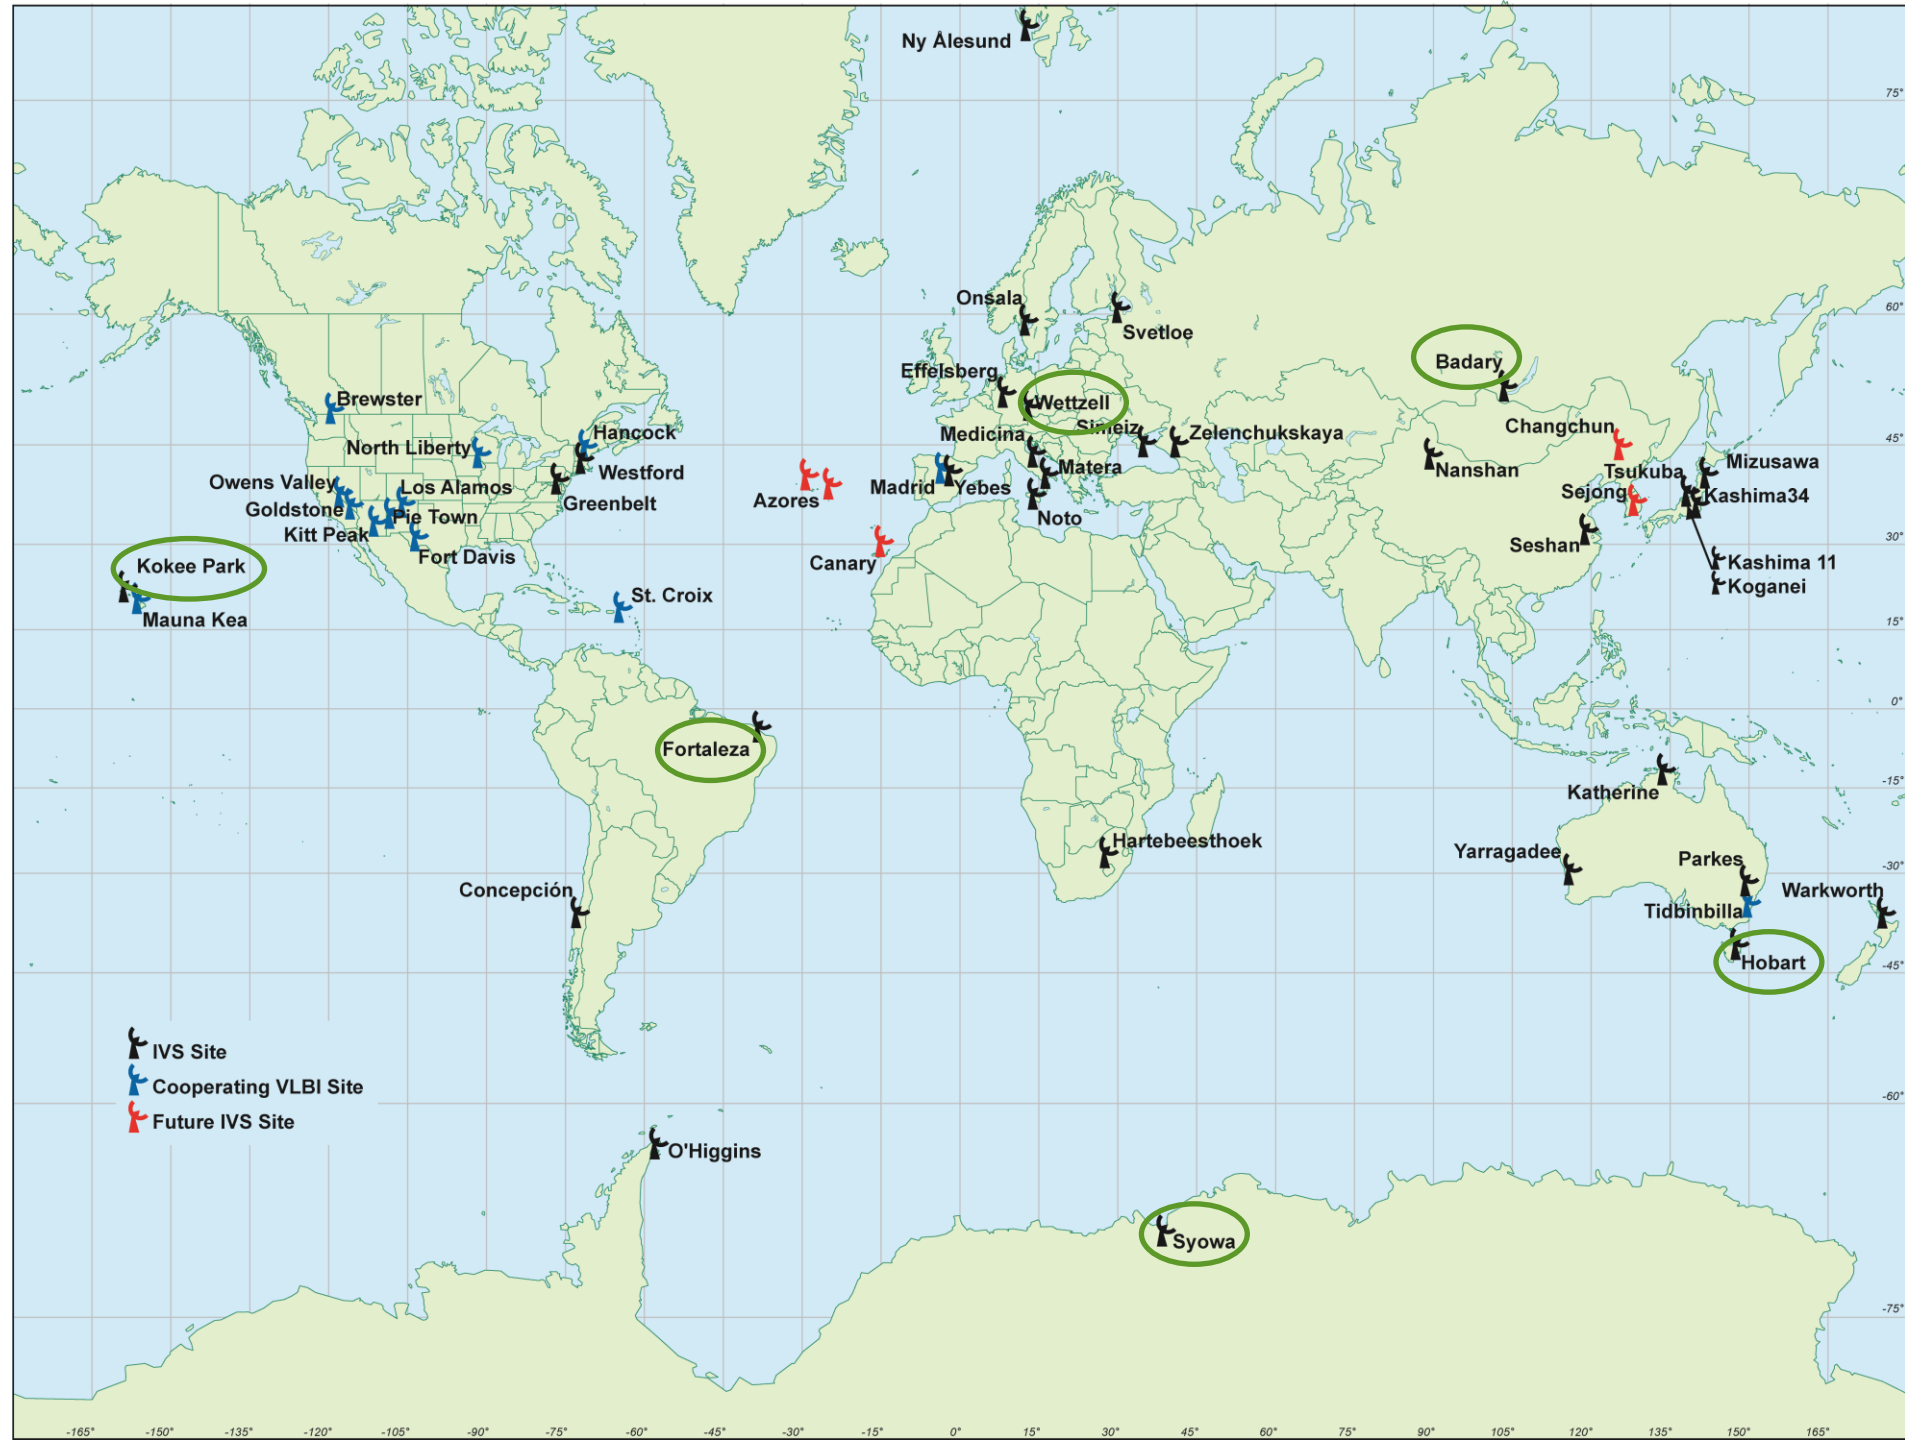 Ny Ålesund
75°
Onsala
60°
Svetloe
Badary
Effelsberg
Brewster
Wettzell
Simeiz
Hancock
Medicina
Zelenchukskaya
Changchun
45°
North Liberty
Westford
Matera
Nanshan
Tsukuba
Mizusawa
Owens Valley
Los Alamos
Madrid
Yebes
Azores
Sejong
Kashima34
Goldstone
Pie Town
Greenbelt
Noto
Kitt Peak
Fort Davis
Seshan
30°
Kokee Park
Canary
Kashima 11
Koganei
St. Croix
Mauna Kea
15°
0°
Fortaleza
Katherine
-15°
Hartebeesthoek
Yarragadee
Parkes
-30°
Concepción
Warkworth
Tidbinbilla
Hobart
-45°
IVS Site
Cooperating VLBI Site
-60°
Future IVS Site
O'Higgins
Syowa
-75°
-165° -150° -135° -120° -105° -90° -75° -60° -45° -30° -15° 0° 15° 30° 45° 60° 75° 90° 105° 120° 135° 150° 165°